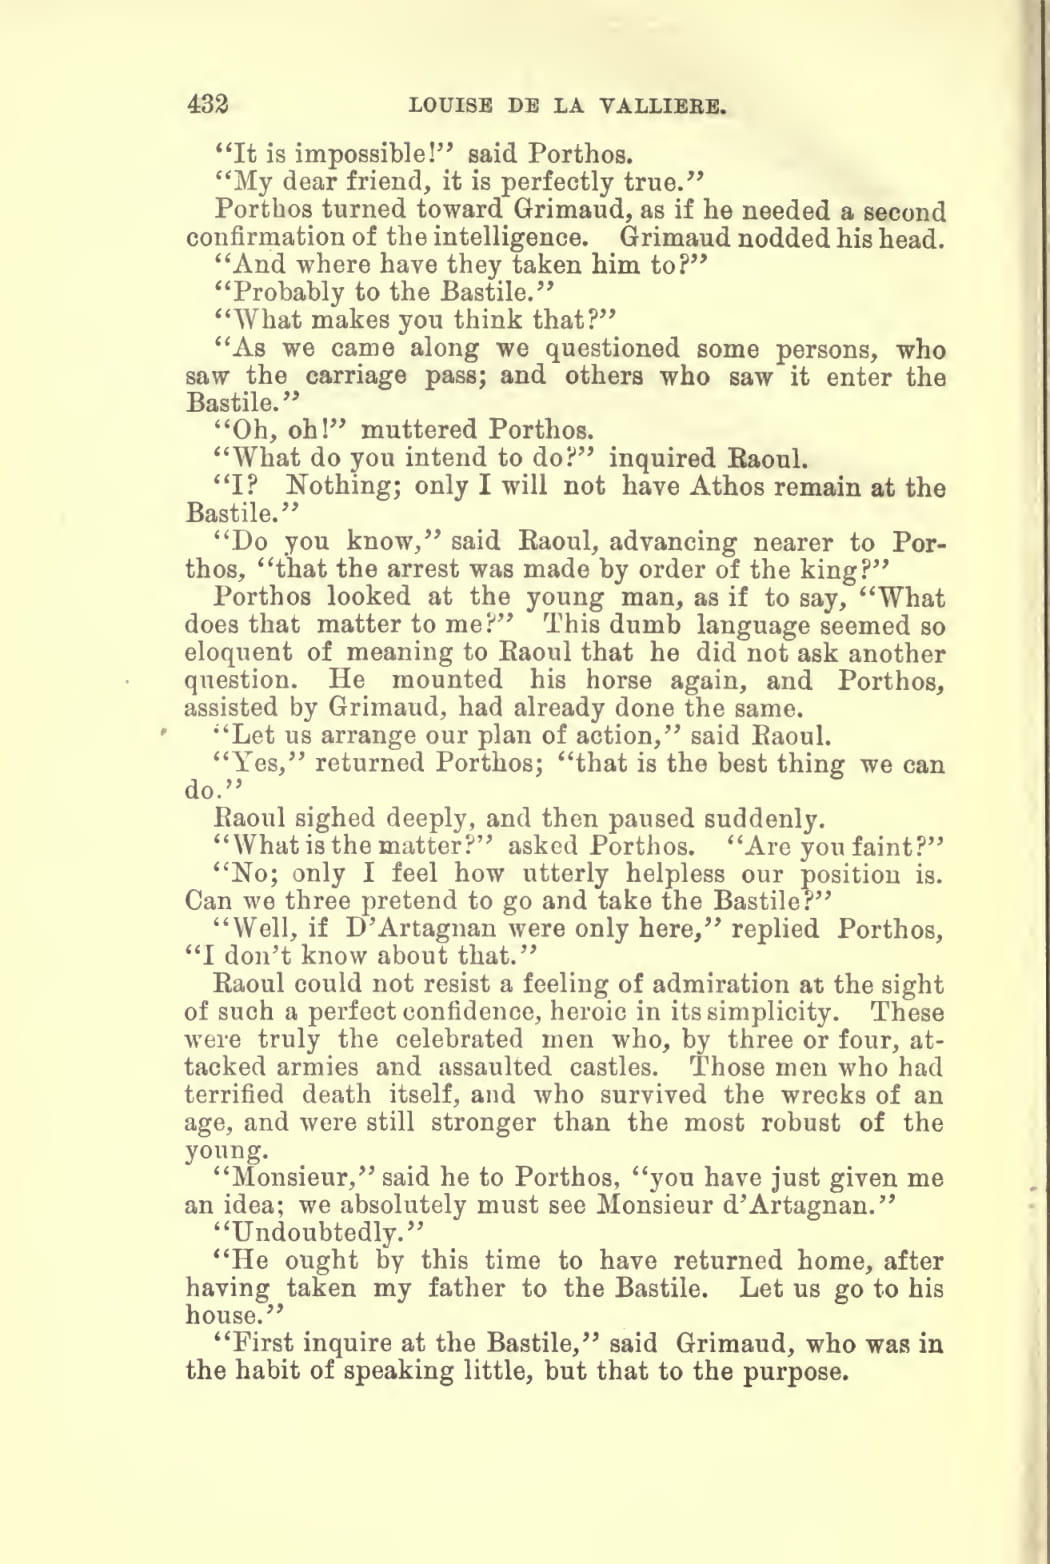 432 LOUISE DE LA VALLIERE.
“It is impossible!” said Porthos.
“My dear friend, it is perfectly true.”
Porthos turned toward Grimaud, as if he needed a second
confirmation of the intelligence. Grimaud nodded his head.
“And where have they taken him to?”
“Probably to the Bastile.”
“What makes you think that?”
“As we came along we questioned some persons, who
saw the carriage pass; and others who saw it enter the
Bastile.”
“Oh, oh!” muttered Porthos.
“What do you intend to do?” inquired Raoul.
“I? Nothing; only I will not have Athos remain at the
Bastile.”
“Do you know,” said Raoul, advancing nearer to Por-
thos, “that the arrest was made by order of the king?”
Porthos looked at the young man, as if to say, “What
does that matter to me?” This dumb language seemed so
eloquent of meaning to Raoul that he did not ask another
question. He mounted his horse again, and Porthos,
assisted by Grimaud, had already done the same.
“Let us arrange our plan of action,” said Raoul.
“Yes,” returned Porthos; “that is the best thing we can
do.”
Raoul sighed deeply, and then paused suddenly.
“What is the matter?” asked Porthos. “Are you faint?”
“No; only I feel how utterly helpless our position is.
Can we three pretend to go and take the Bastile?”
“Well, if D’Artagnan were only here,” replied Porthos,
“I don’t know about that.”
Raoul could not resist a feeling of admiration at the sight
of such a perfect confidence, heroic in its simplicity. These
were truly the celebrated men who, by three or four, at-
tacked armies and assaulted castles. Those men who had
terrified death itself, and who survived the wrecks of an
age, and were still stronger than the most robust of the
young.
“Monsieur,” said he to Porthos, “you have just given me
an idea; we absolutely must see Monsieur d’Artagnan.”
“Undoubtedly.”
“He ought by this time to have returned home, after
having taken my father to the Bastile. Let us go to his
house.”
“First inquire at the Bastile,” said Grimaud, who was in
the habit of speaking little, but that to the purpose.